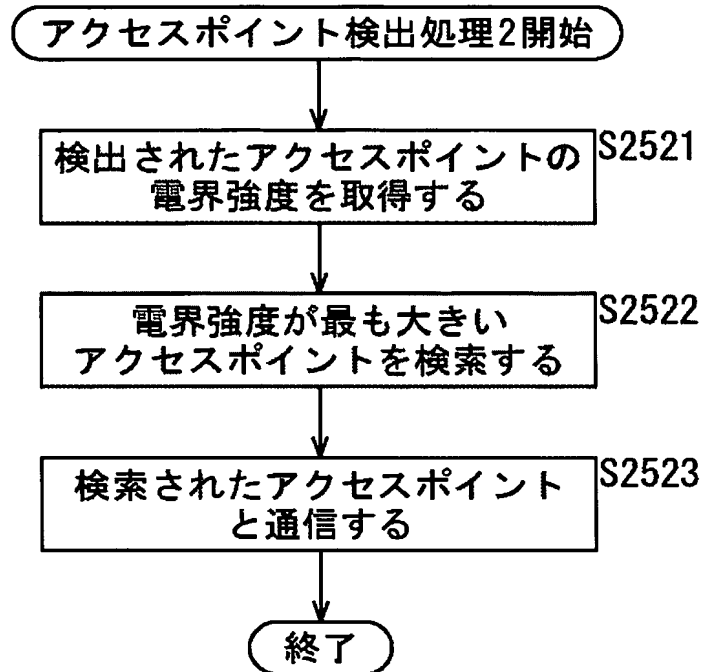 アクセスポイント検出処理2開始
検出されたアクセスポイントの
電界強度を取得する
S2521
電界強度が最も大きい
アクセスポイントを検索する
S2522
検索されたアクセスポイント
と通信する
S2523
終了